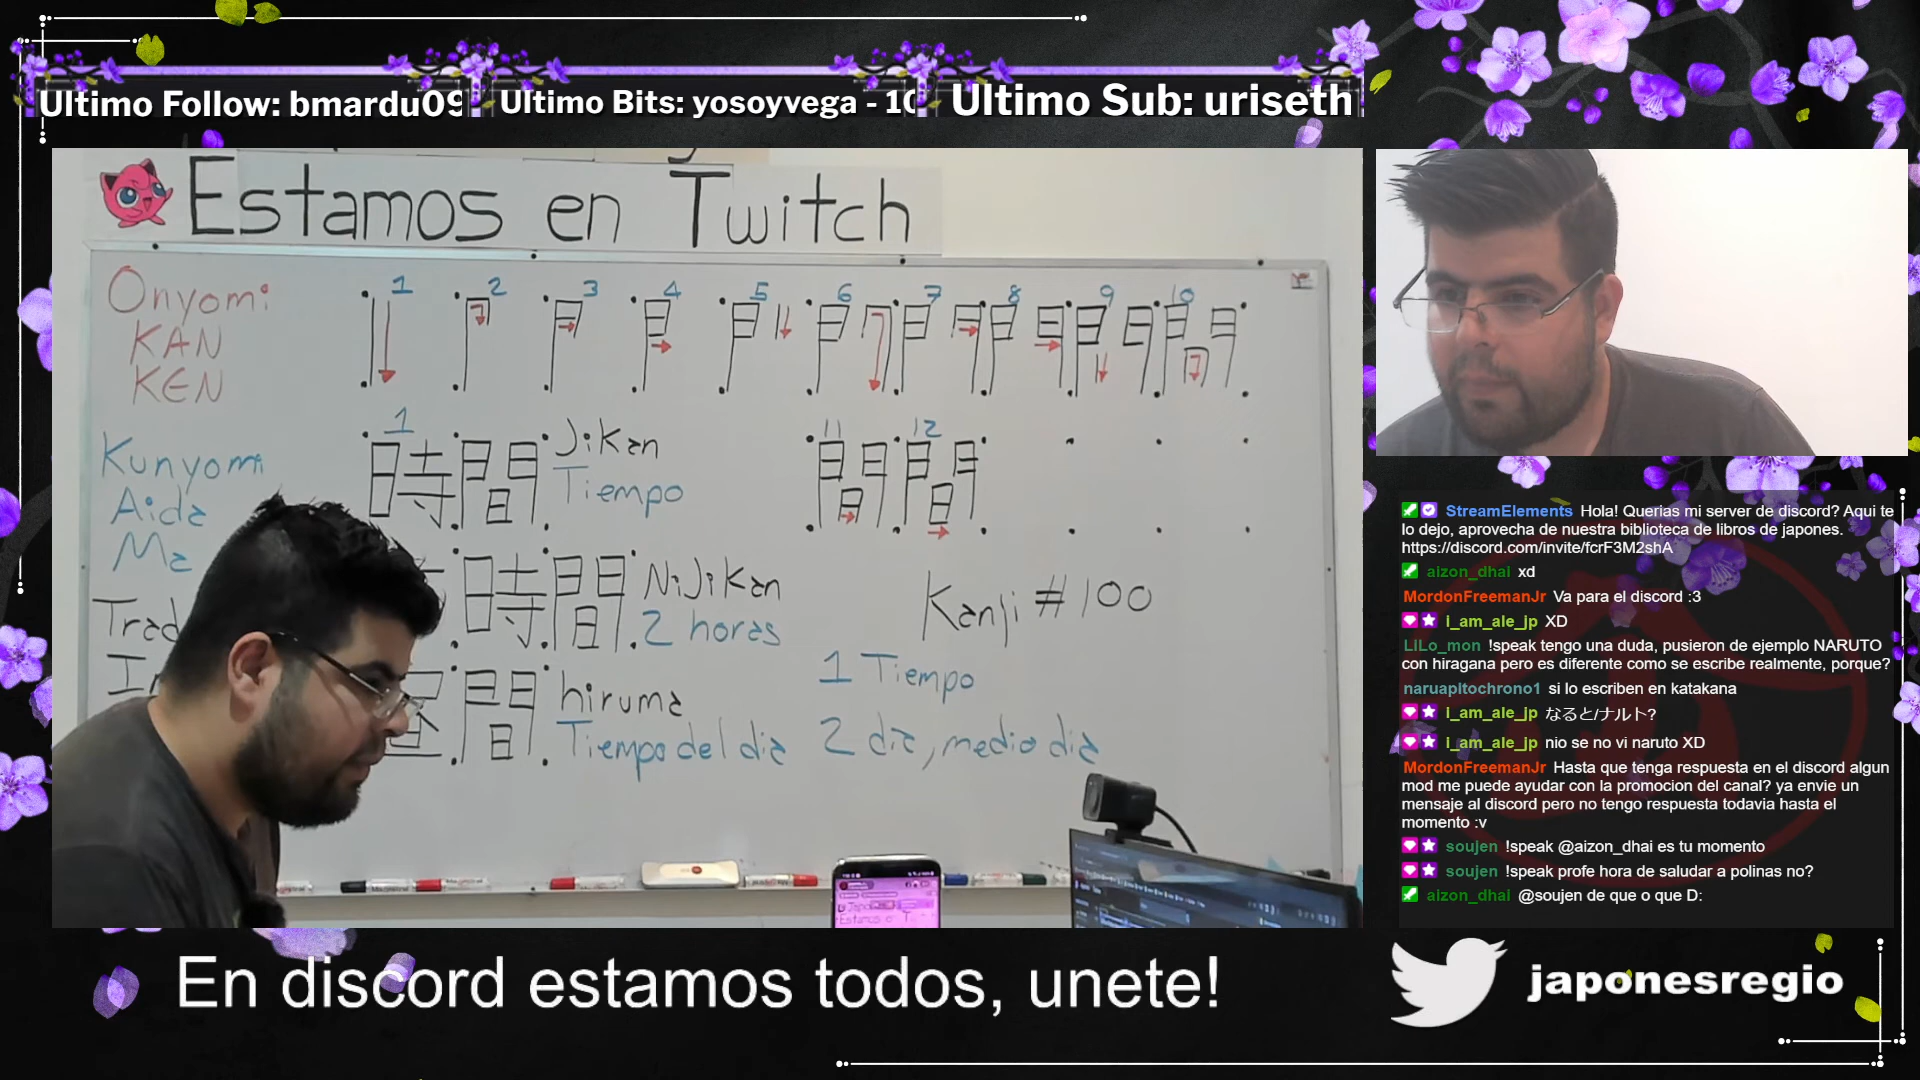 Ultimo Follow: bmardu09
Ultimo Bits: yosoyvega - 10
Ultimo Sub: uriseth
Estamos en Twitch
Onyomi
KAN
KEN
1 2 3 4 5 6 7 8 9 10
Kunyomi
Aida
Ma
1
時間 Jikan
Tiempo
11 12
時間 NiJiKan
2 horas
Kanji #100
Trad
間 hiruma
Tiempo del dia
1 Tiempo
2 dia, medio dia
StreamElements Hola! Querias mi server de discord? Aqui te
lo dejo, aprovecha de nuestra biblioteca de libros de japones.
https://discord.com/invite/fcrF3M2shA
aizon_dhai xd
MordonFreemanJr Va para el discord :3
i_am_ale_jp XD
LILo_mon !speak tengo una duda, pusieron de ejemplo NARUTO
con hiragana pero es diferente como se escribe realmente, porque?
naruapltochrono1 si lo escriben en katakana
i_am_ale_jp なると/ナルト?
i_am_ale_jp nio se no vi naruto XD
MordonFreemanJr Hasta que tenga respuesta en el discord algun
mod me puede ayudar con la promocion del canal? ya envie un
mensaje al discord pero no tengo respuesta todavia hasta el
momento :v
soujen !speak @aizon_dhai es tu momento
soujen !speak profe hora de saludar a polinas no?
aizon_dhai @soujen de que o que D:
En discord estamos todos, unete!
japonesregio